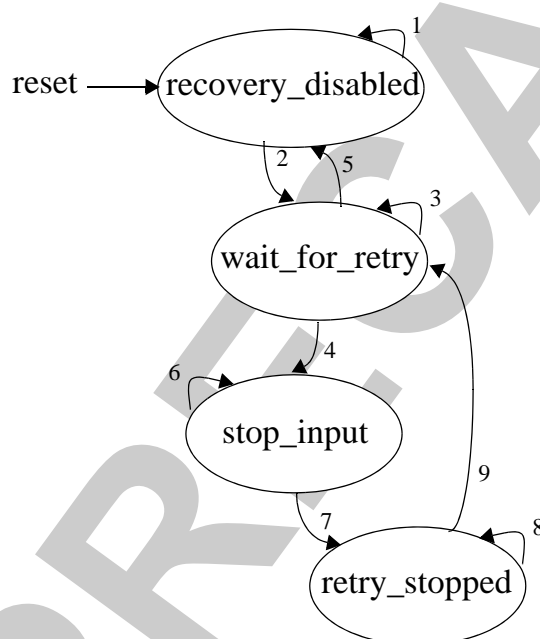 1
reset
recovery_disabled
2
5
3
wait_for_retry
4
6
stop_input
9
7
8
retry_stopped